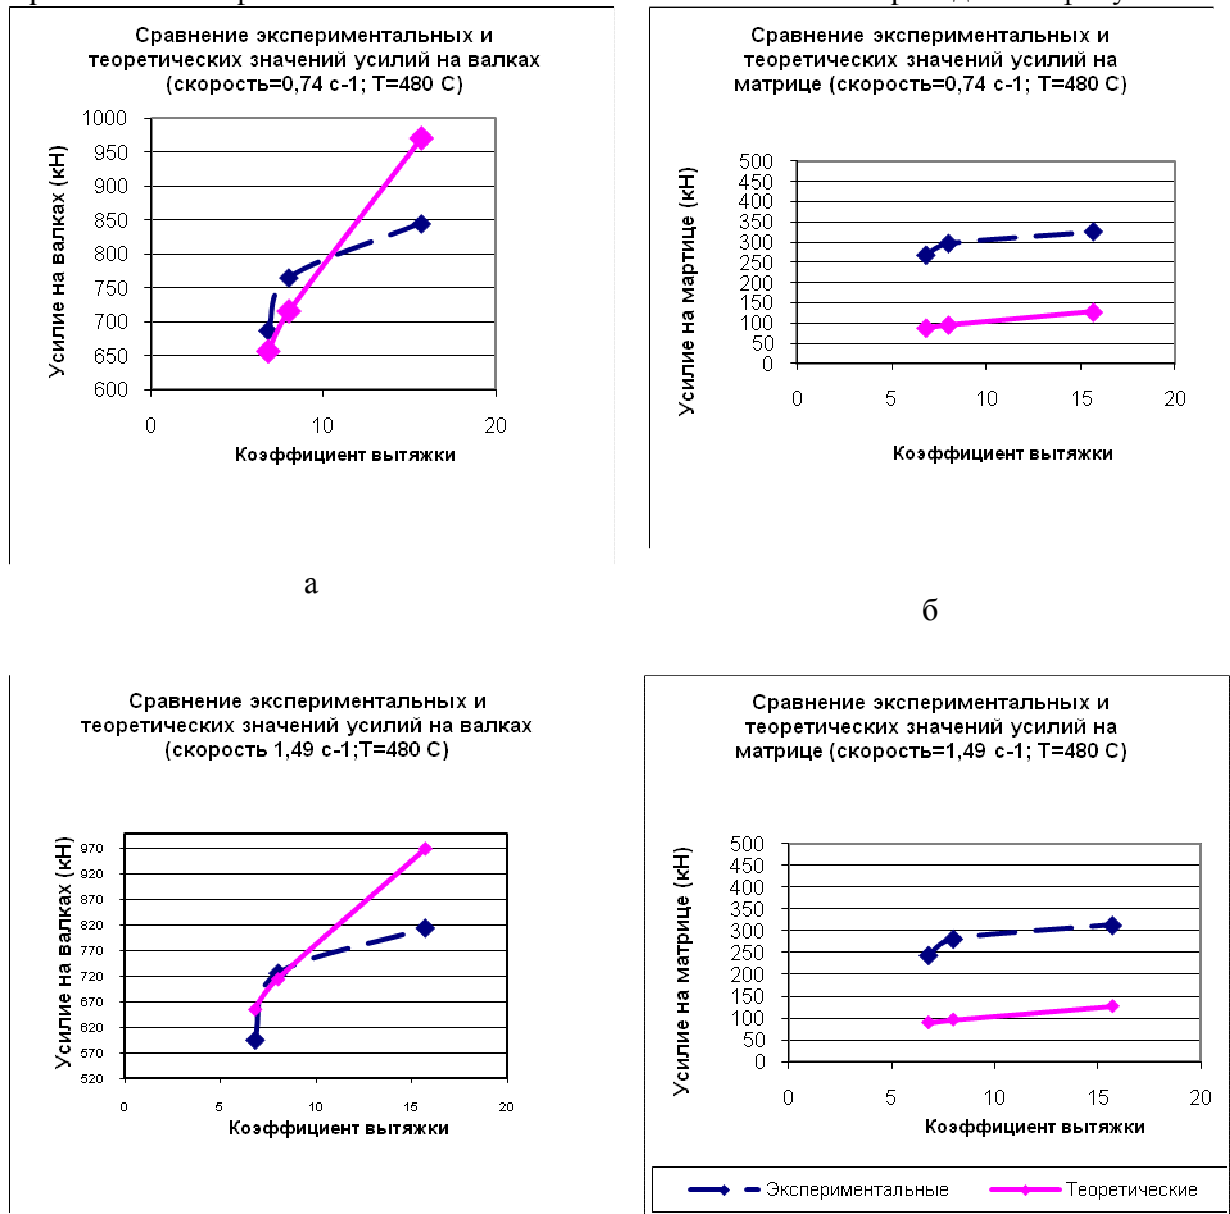 Сравнение экспериментальных и
теоретических значений усилий на валках
(скорость=0,74 с-1; T=480 C)
Усилие на валках (кН)
1000
950
900
850
800
750
700
650
600
0 10 20
Коэффициент вытяжки
а
Сравнение экспериментальных и
теоретических значений усилий на
матрице (скорость=0,74 с-1; T=480 C)
Усилие на мартице (кН)
500
450
400
350
300
250
200
150
100
50
0
0 5 10 15 20
Коэффициент вытяжки
б
Сравнение экспериментальных и
теоретических значений усилий на валках
(скорость 1,49 с-1;T=480 C)
Усилие на валках (кН)
970
920
870
820
770
720
670
620
570
520
0 5 10 15 20
Коэффициент вытяжки
Сравнение экспериментальных и
теоретических значений усилий на
матрице (скорость=1,49 с-1; T=480 C)
Усилие на матрице (кН)
500
450
400
350
300
250
200
150
100
50
0
0 5 10 15 20
Коэффициент вытяжки
Экспериментальные Теоретические